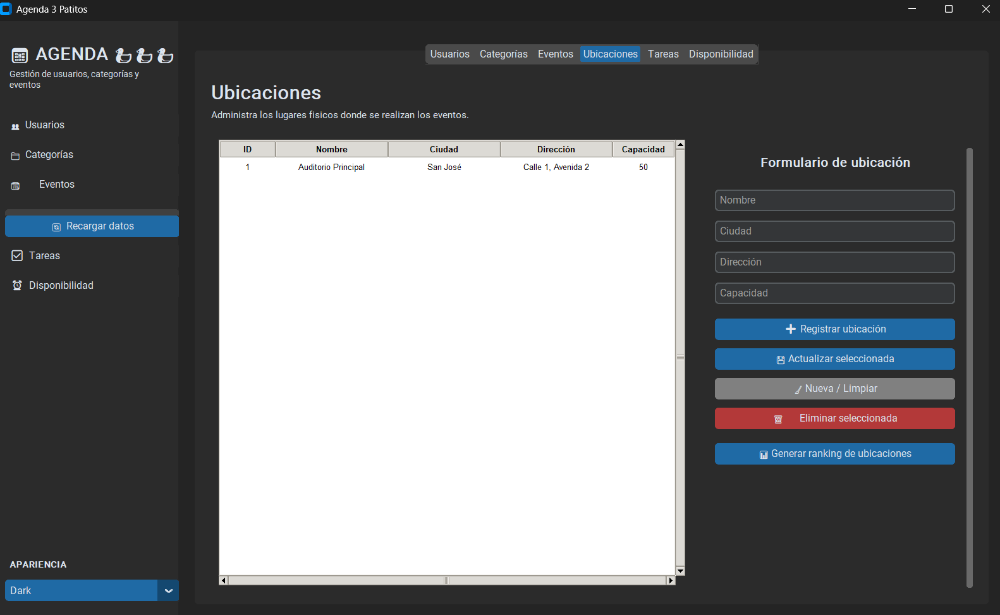 Agenda 3 Patitos
AGENDA
Gestión de usuarios, categorías y
eventos
Usuarios
Categorías
Eventos
Recargar datos
Tareas
Disponibilidad
APARIENCIA
Dark
Usuarios Categorías Eventos Ubicaciones Tareas Disponibilidad
Ubicaciones
Administra los lugares fisicos donde se realizan los eventos.
ID Nombre Ciudad Dirección Capacidad
1 Auditorio Principal San José Calle 1, Avenida 2 50
Formulario de ubicación
Nombre
Ciudad
Dirección
Capacidad
Registrar ubicación
Actualizar seleccionada
Nueva / Limpiar
Eliminar seleccionada
Generar ranking de ubicaciones